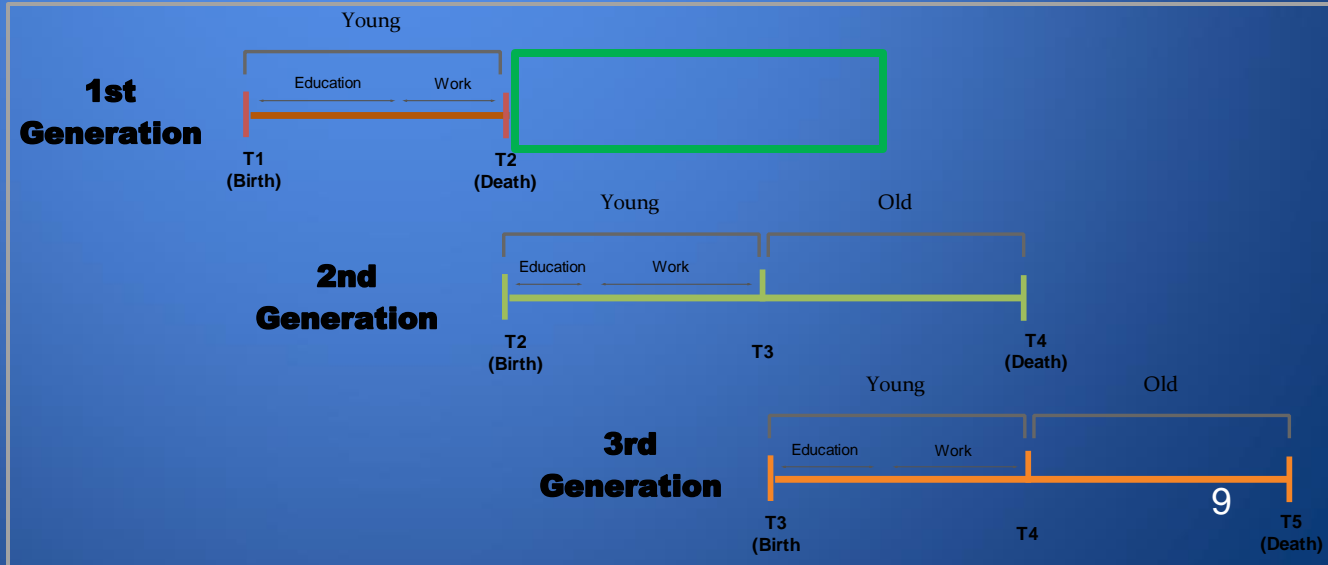 Young
Education Work
1st
Generation
T1
(Birth)
T2
(Death)
Young Old
Education Work
2nd
Generation
T2
(Birth)
T3
T4
(Death)
Young Old
3rd
Generation
Education Work
9
T3
(Birth
T4
T5
(Death)